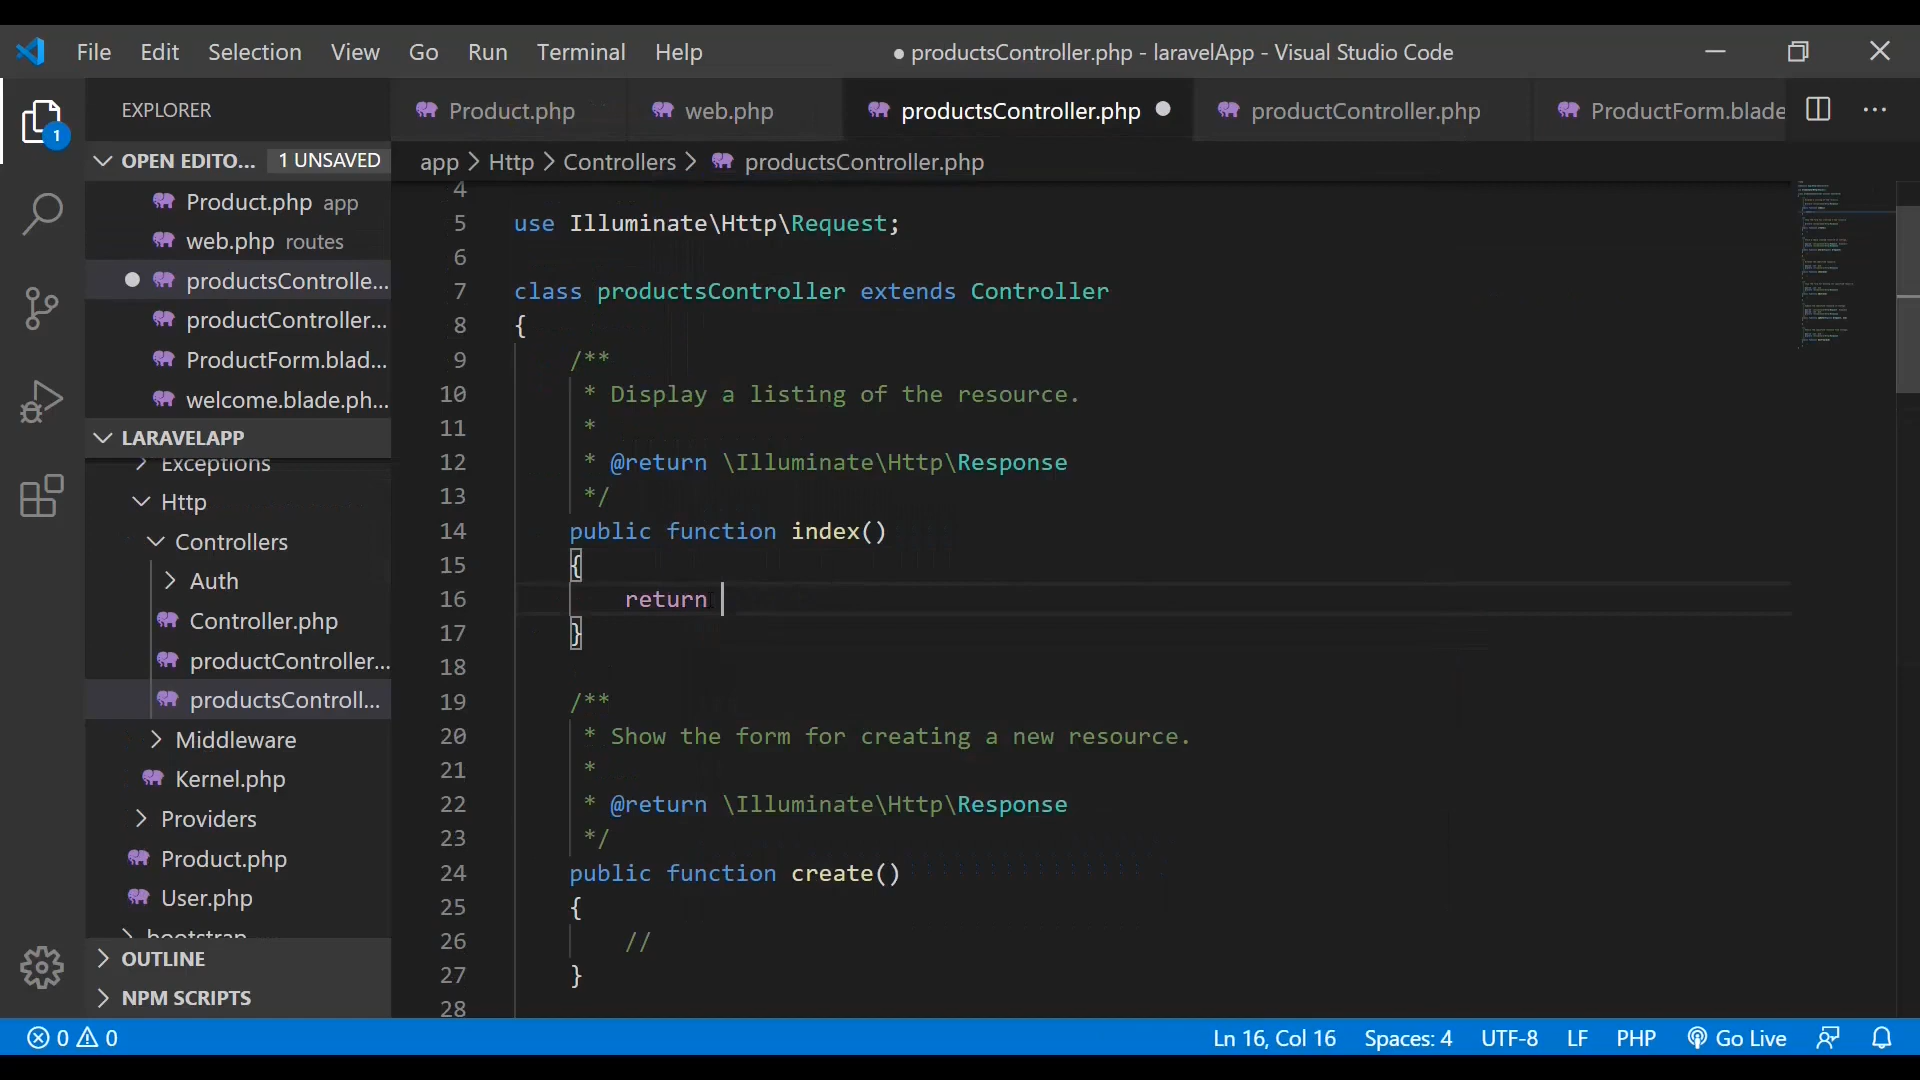 File Edit Selection View Go Run Terminal Help ● productsController.php - laravelApp - Visual Studio Code
EXPLORER
Product.php web.php productsController.php productController.php ProductForm.blade
1
OPEN EDITO... 1 UNSAVED
app > Http > Controllers > productsController.php
Product.php app
web.php routes
productsControlle...
productController...
ProductForm.blad...
welcome.blade.ph...
LARAVELAPP
Exceptions
Http
Controllers
Auth
Controller.php
productController...
productsControll...
Middleware
Kernel.php
Providers
Product.php
User.php
bootstrap
OUTLINE
NPM SCRIPTS
4
5 use Illuminate\Http\Request;
6
7 class productsController extends Controller
8 {
9 /**
10 * Display a listing of the resource.
11 *
12 * @return \Illuminate\Http\Response
13 */
14 public function index()
15 {
16 return
17 }
18
19 /**
20 * Show the form for creating a new resource.
21 *
22 * @return \Illuminate\Http\Response
23 */
24 public function create()
25 {
26 //
27 }
28
0 0 Ln 16, Col 16 Spaces: 4 UTF-8 LF PHP Go Live